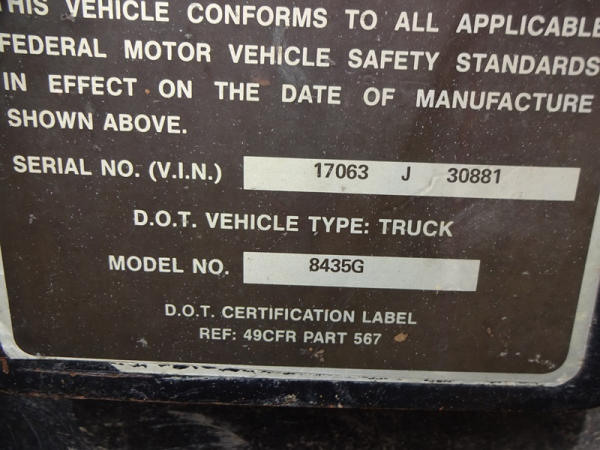 THIS VEHICLE CONFORMS TO ALL APPLICABLE
FEDERAL MOTOR VEHICLE SAFETY STANDARDS
IN EFFECT ON THE DATE OF MANUFACTURE
SHOWN ABOVE.
SERIAL NO. (V.I.N.) 17063 J 30881
D.O.T. VEHICLE TYPE: TRUCK
MODEL NO. 8435G
D.O.T. CERTIFICATION LABEL
REF: 49CFR PART 567